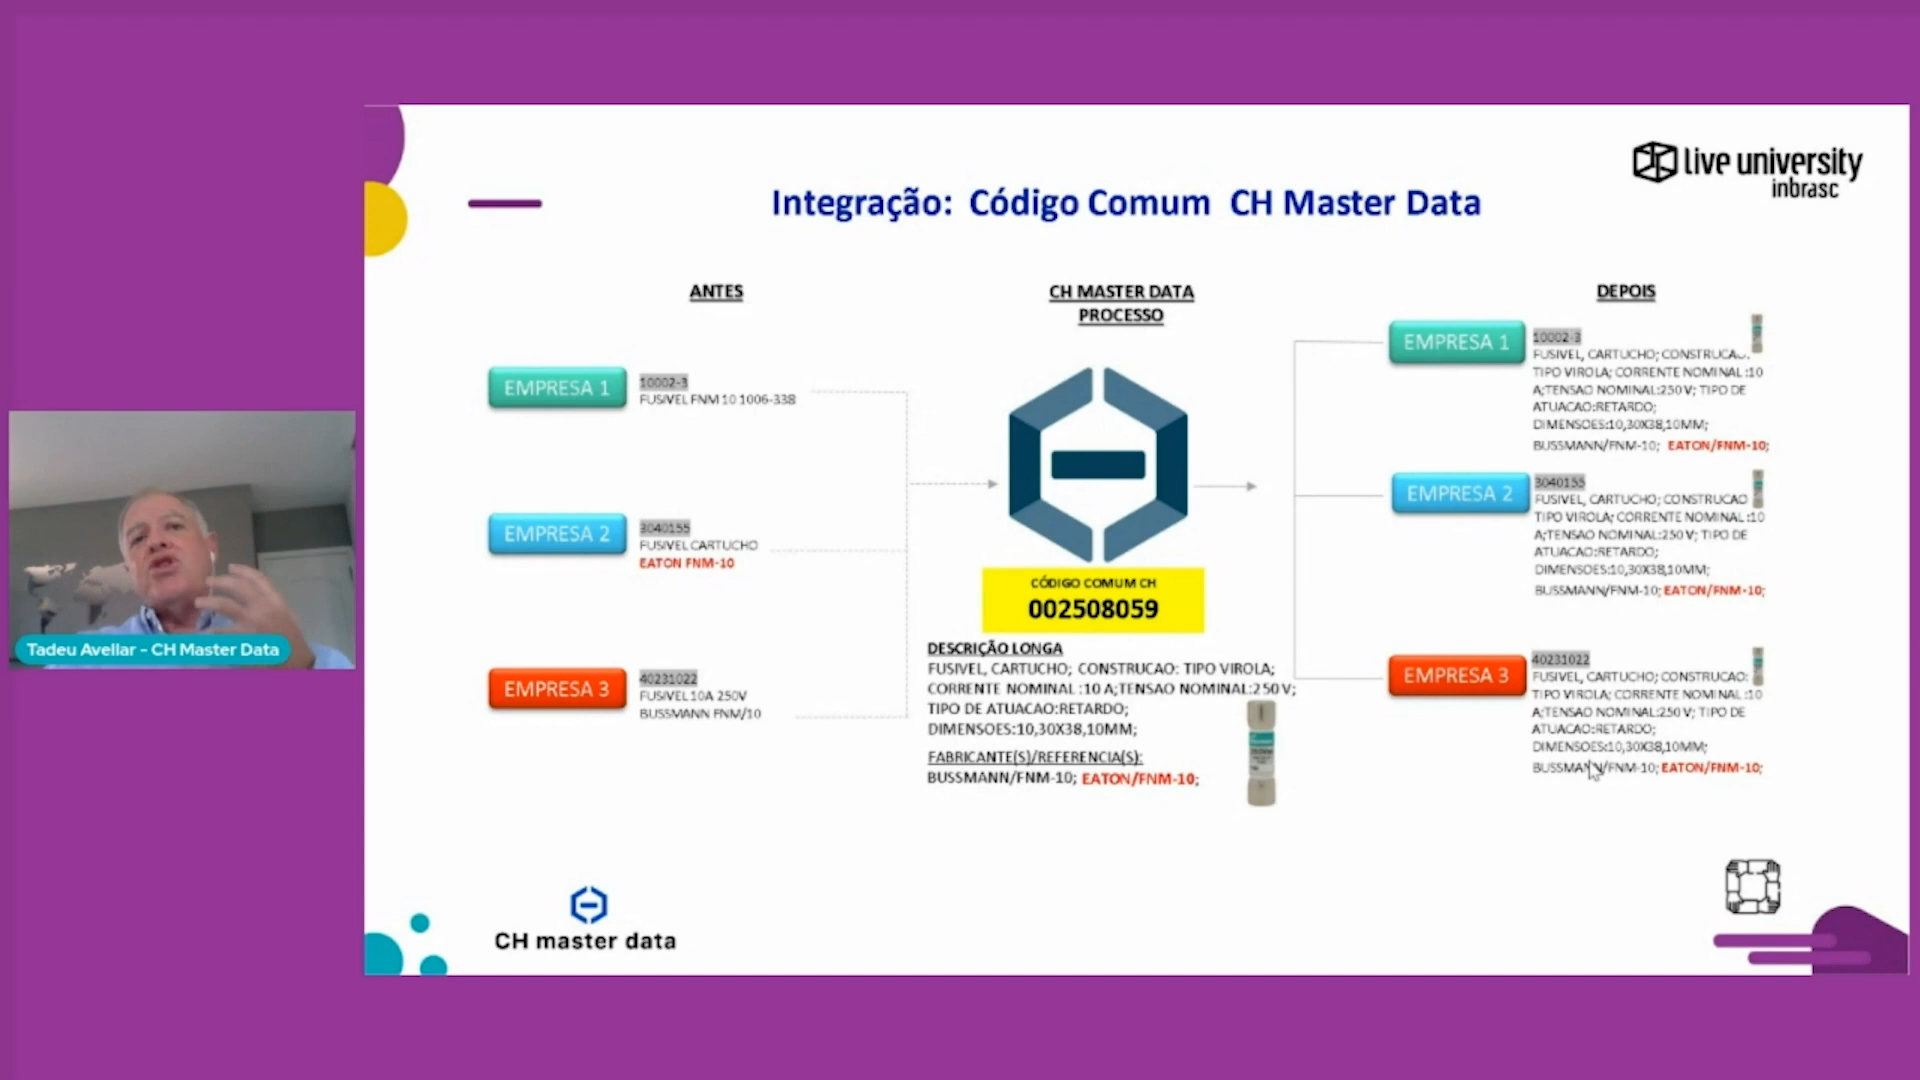 live university
inbrasc
Integração: Código Comum CH Master Data
ANTES
EMPRESA 1
10002-3
FUSIVEL FNM 10 1006-338
EMPRESA 2
3040155
FUSIVEL CARTUCHO
EATON FNM-10
EMPRESA 3
40231022
FUSIVEL 10A 250V
BUSSMANN FNM/10
CH MASTER DATA
PROCESSO
CÓDIGO COMUM CH
002508059
DESCRIÇÃO LONGA
FUSIVEL, CARTUCHO; CONSTRUCAO: TIPO VIROLA;
CORRENTE NOMINAL :10 A;TENSAO NOMINAL:250 V;
TIPO DE ATUACAO:RETARDO;
DIMENSOES:10,30X38,10MM;
FABRICANTE(S)/REFERENCIA(S):
BUSSMANN/FNM-10; EATON/FNM-10;
DEPOIS
EMPRESA 1
10002-3
FUSIVEL, CARTUCHO; CONSTRUCAO:
TIPO VIROLA; CORRENTE NOMINAL :10
A;TENSAO NOMINAL:250 V; TIPO DE
ATUACAO:RETARDO;
DIMENSOES:10,30X38,10MM;
BUSSMANN/FNM-10; EATON/FNM-10;
EMPRESA 2
3040155
FUSIVEL, CARTUCHO; CONSTRUCAO
TIPO VIROLA; CORRENTE NOMINAL :10
A;TENSAO NOMINAL:250 V; TIPO DE
ATUACAO:RETARDO;
DIMENSOES:10,30X38,10MM;
BUSSMANN/FNM-10; EATON/FNM-10;
EMPRESA 3
40231022
FUSIVEL, CARTUCHO; CONSTRUCAO:
TIPO VIROLA; CORRENTE NOMINAL :10
A;TENSAO NOMINAL:250 V; TIPO DE
ATUACAO:RETARDO;
DIMENSOES:10,30X38,10MM;
BUSSMANN/FNM-10; EATON/FNM-10;
Tadeu Avellar - CH Master Data
CH master data